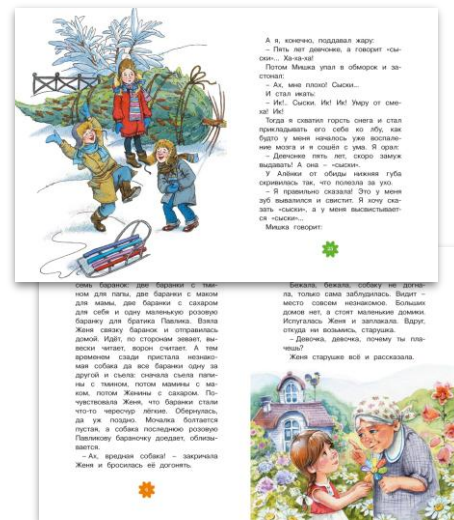 А я, конечно, поддавал жару:
– Пять лет девчонке, а говорит «сы-
ски»... Ха-ха-ха!
Потом Мишка упал в обморок и за-
стонал:
– Ах, мне плохо! Сыски...
И стал икать:
– Ик!.. Сыски. Ик! Ик! Умру от сме-
ха! Ик!
Тогда я схватил горсть снега и стал
прикладывать его себе ко лбу, как
будто у меня началось уже воспале-
ние мозга и я сошёл с ума. Я орал:
– Девчонке пять лет, скоро замуж
выдавать! А она – «сыски».
У Алёнки от обиды нижняя губа
скривилась так, что полезла за ухо.
– Я правильно сказала! Это у меня
зуб вывалился и свистит. Я хочу ска-
зать «сыски», а у меня высвистывает-
ся «сыски»...
Мишка говорит:
семь баранок: две баранки с тми-
ном для папы, две баранки с маком
для мамы, две баранки с сахаром
для себя и одну маленькую розовую
баранку для братика Павлика. Взяла
Женя связку баранок и отправилась
домой. Идёт, по сторонам зевает, вы-
вески читает, ворон считает. А тем
временем сзади пристала незнако-
мая собака да все баранки одну за
другой и съела: сначала съела папи-
ны с тмином, потом мамины с ма-
ком, потом Женины с сахаром. По-
чувствовала Женя, что баранки стали
что-то чересчур лёгкие. Обернулась,
да уж поздно. Мочалка болтается
пустая, а собака последнюю розовую
Павликову бараночку доедает, облизы-
вается.
– Ах, вредная собака! – закричала
Женя и бросилась её догонять.
Бежала, бежала, собаку не догна-
ла, только сама заблудилась. Видит –
место совсем незнакомое. Больших
домов нет, а стоят маленькие домики.
Испугалась Женя и заплакала. Вдруг,
откуда ни возьмись, старушка.
– Девочка, девочка, почему ты пла-
чешь?
Женя старушке всё и рассказала.